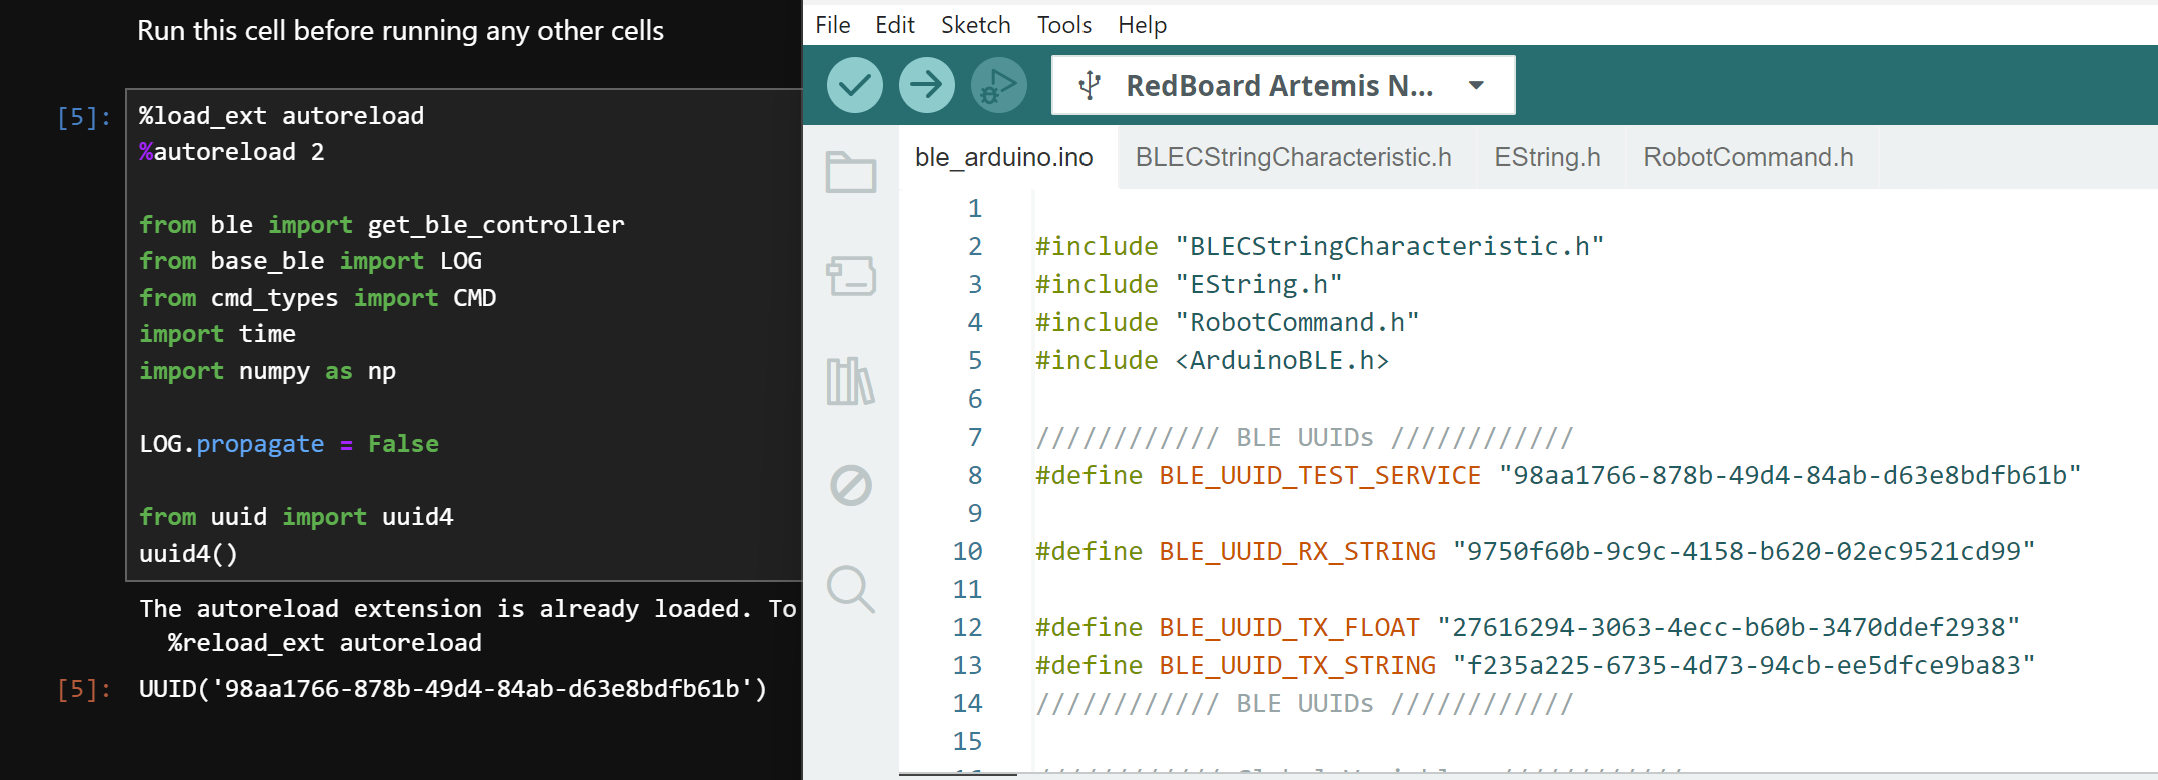 Run this cell before running any other cells
[5]:
%load_ext autoreload
%autoreload 2
from ble import get_ble_controller
from base_ble import LOG
from cmd_types import CMD
import time
import numpy as np
LOG.propagate = False
from uuid import uuid4
uuid4()
The autoreload extension is already loaded. To
%reload_ext autoreload
[5]: UUID('98aa1766-878b-49d4-84ab-d63e8bdfb61b')
File Edit Sketch Tools Help
RedBoard Artemis N...
ble_arduino.ino BLECStringCharacteristic.h EString.h RobotCommand.h
1
2 #include "BLECStringCharacteristic.h"
3 #include "EString.h"
4 #include "RobotCommand.h"
5 #include <ArduinoBLE.h>
6
7 //////////// BLE UUIDs ////////////
8 #define BLE_UUID_TEST_SERVICE "98aa1766-878b-49d4-84ab-d63e8bdfb61b"
9
10 #define BLE_UUID_RX_STRING "9750f60b-9c9c-4158-b620-02ec9521cd99"
11
12 #define BLE_UUID_TX_FLOAT "27616294-3063-4ecc-b60b-3470ddef2938"
13 #define BLE_UUID_TX_STRING "f235a225-6735-4d73-94cb-ee5dfce9ba83"
14 //////////// BLE UUIDs ////////////
15